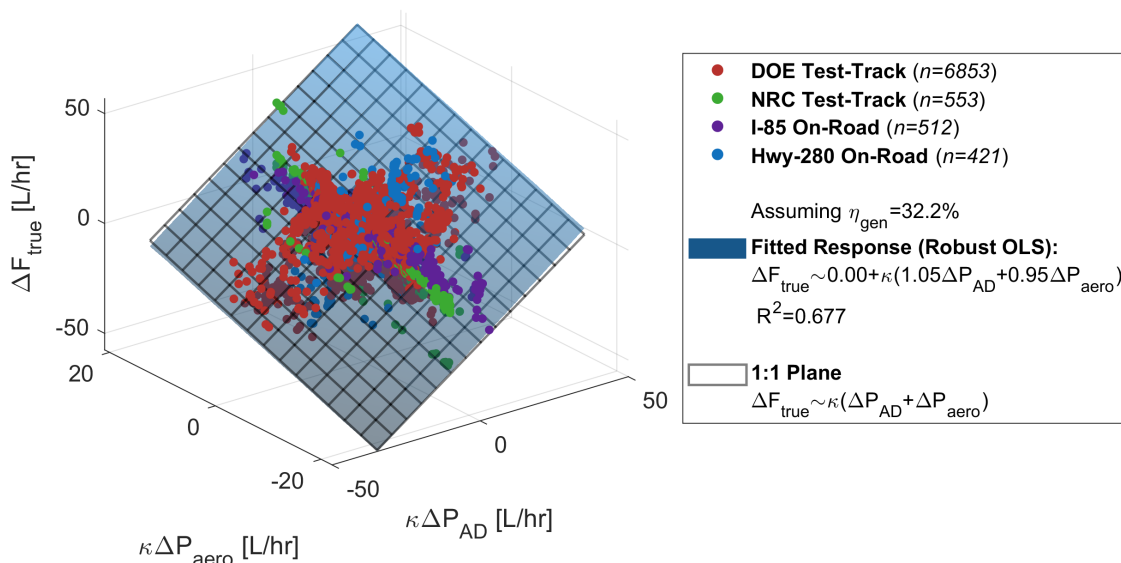 50
0
-50
ΔF_true [L/hr]
20
0
-20
κΔP_aero [L/hr]
-50
0
50
κΔP_AD [L/hr]
DOE Test-Track (n=6853)
NRC Test-Track (n=553)
I-85 On-Road (n=512)
Hwy-280 On-Road (n=421)
Assuming η_gen=32.2%
Fitted Response (Robust OLS):
ΔF_true~0.00+κ(1.05ΔP_AD+0.95ΔP_aero)
R²=0.677
1:1 Plane
ΔF_true~κ(ΔP_AD+ΔP_aero)